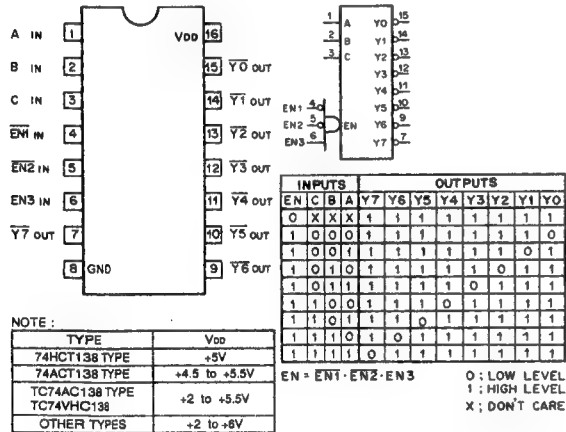 A IN 1
B IN 2
C IN 3
EN1 IN 4
EN2 IN 5
EN3 IN 6
Y7 OUT 7
8 GND
VDD 16
15 Y0 OUT
14 Y1 OUT
13 Y2 OUT
12 Y3 OUT
11 Y4 OUT
10 Y5 OUT
9 Y6 OUT
1 A Y0 15
2 B Y1 14
3 C Y2 13
Y3 12
Y4 11
EN1 4 Y5 10
EN2 5 EN Y6 9
EN3 6 Y7 7
INPUTS OUTPUTS
EN C B A Y7 Y6 Y5 Y4 Y3 Y2 Y1 Y0
0 X X X 1 1 1 1 1 1 1 1
1 0 0 0 1 1 1 1 1 1 1 0
1 0 0 1 1 1 1 1 1 1 0 1
1 0 1 0 1 1 1 1 1 0 1 1
1 0 1 1 1 1 1 1 0 1 1 1
1 1 0 0 1 1 1 0 1 1 1 1
1 1 0 1 1 1 0 1 1 1 1 1
1 1 1 0 1 0 1 1 1 1 1 1
1 1 1 1 0 1 1 1 1 1 1 1
EN = EN1 · EN2 · EN3
0 ; LOW LEVEL
1 ; HIGH LEVEL
X ; DON'T CARE
NOTE :
TYPE VDD
74HCT138 TYPE +5V
74ACT138 TYPE +4.5 to +5.5V
TC74AC138 TYPE
TC74VHC138 +2 to +5.5V
OTHER TYPES +2 to +6V